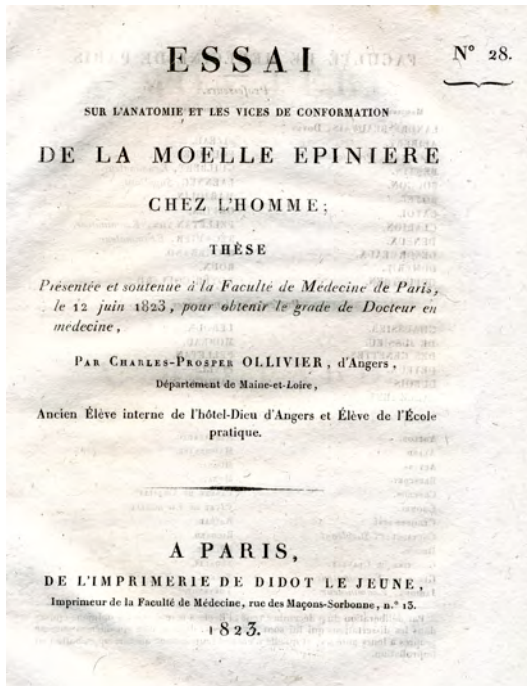 ESSAI
N° 28.
SUR L'ANATOMIE ET LES VICES DE CONFORMATION
DE LA MOELLE EPINIERE
CHEZ L'HOMME;
THÈSE
Présentée et soutenue à la Faculté de Médecine de Paris,
le 12 juin 1823, pour obtenir le grade de Docteur en
médecine,
PAR CHARLES-PROSPER OLLIVIER, d'Angers,
Département de Maine-et-Loire,
Ancien Élève interne de l'hôtel-Dieu d'Angers et Élève de l'École
pratique.
A PARIS,
DE L'IMPRIMERIE DE DIDOT LE JEUNE,
Imprimeur de la Faculté de Médecine, rue des Maçons-Sorbonne, n.° 13.
1823.